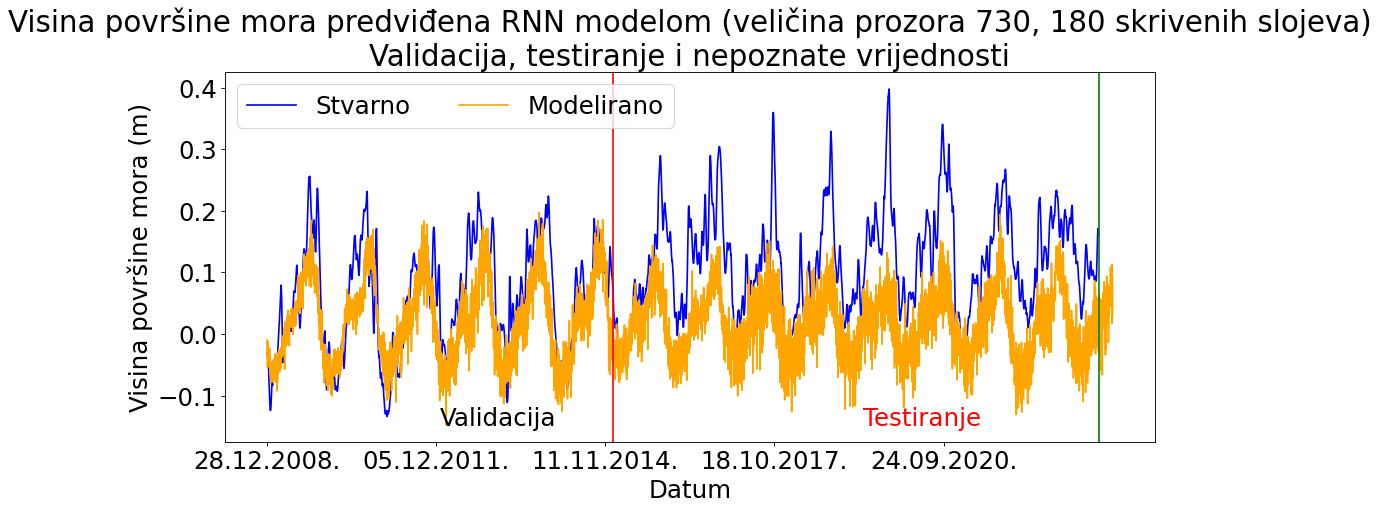 Visina površine mora predviđena RNN modelom (veličina prozora 730, 180 skrivenih slojeva)
Validacija, testiranje i nepoznate vrijednosti
Stvarno Modelirano
Visina površine mora (m)
0.4
0.3
0.2
0.1
0.0
−0.1
Validacija Testiranje
28.12.2008. 05.12.2011. 11.11.2014. 18.10.2017. 24.09.2020.
Datum